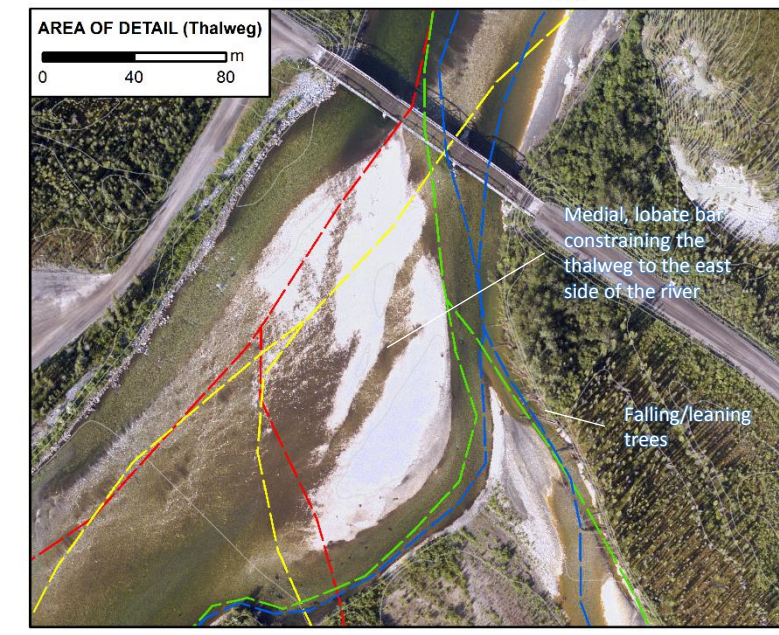 AREA OF DETAIL (Thalweg)
m
0 40 80
Medial, lobate bar
constraining the
thalweg to the east
side of the river
Falling/leaning
trees